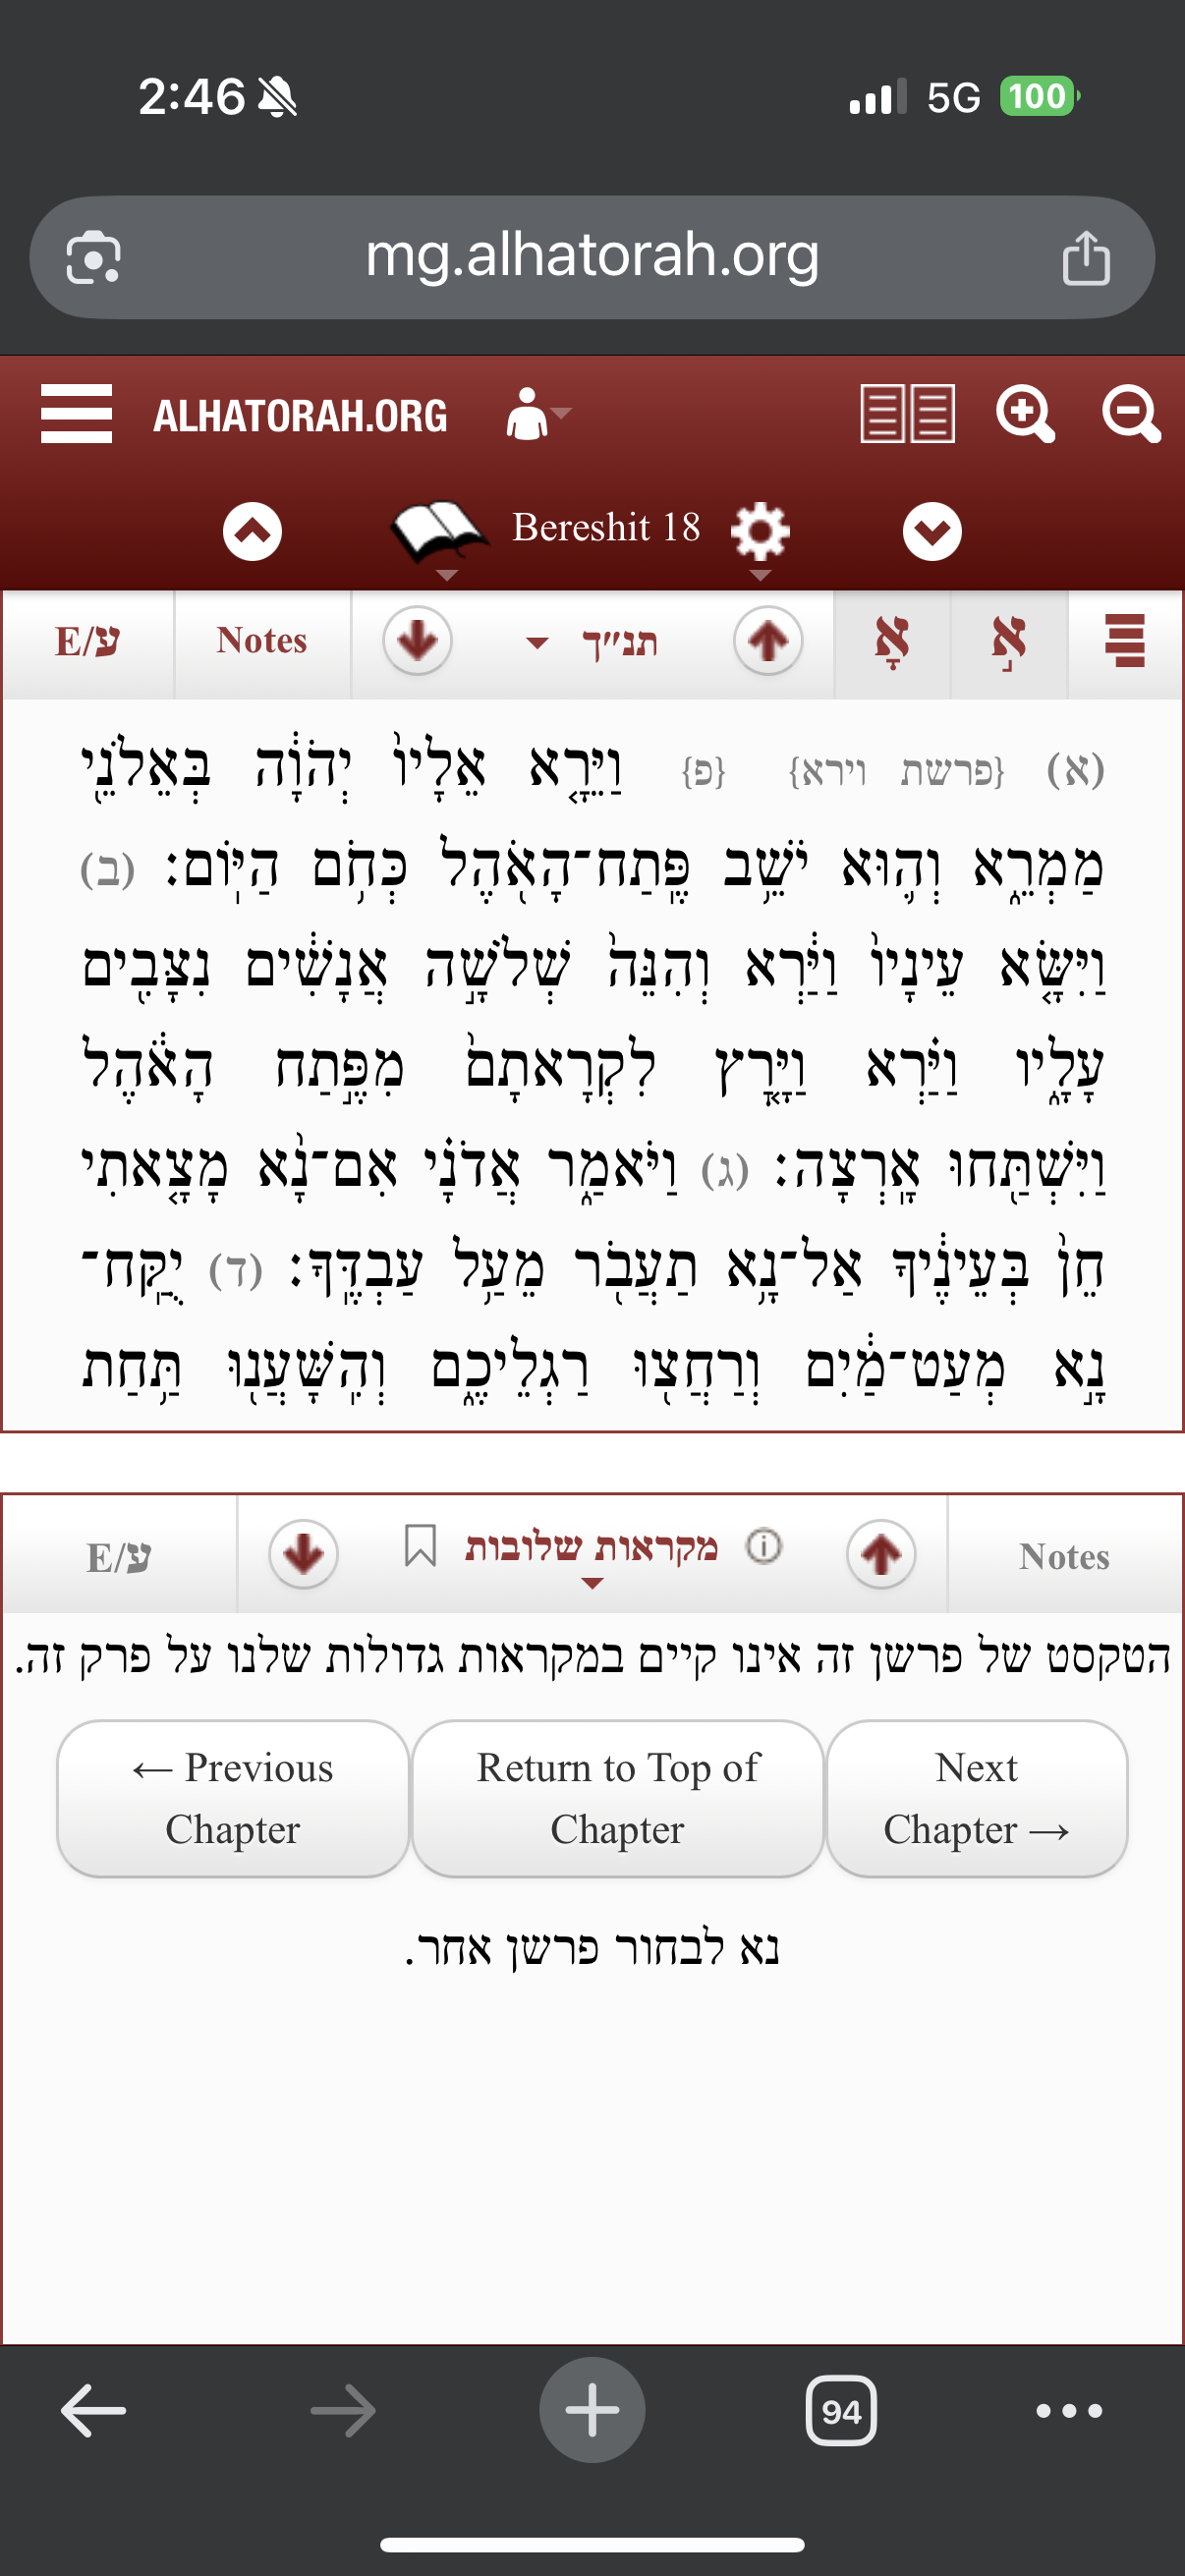 2:46
5G 100
mg.alhatorah.org
ALHATORAH.ORG
Bereshit 18
E/ע Notes תנ״ך אָ א֭
(א) {פרשת וירא} {פ} וַיֵּרָ֤א אֵלָיו֙ יְהֹוָ֔ה בְּאֵלֹנֵ֖י
מַמְרֵ֑א וְה֛וּא יֹשֵׁ֥ב פֶּֽתַח־הָאֹ֖הֶל כְּחֹ֥ם הַיּֽוֹם׃ (ב)
וַיִּשָּׂ֤א עֵינָיו֙ וַיַּ֔רְא וְהִנֵּה֙ שְׁלֹשָׁ֣ה אֲנָשִׁ֔ים נִצָּבִ֖ים
עָלָ֑יו וַיַּ֗רְא וַיָּ֤רׇץ לִקְרָאתָם֙ מִפֶּ֣תַח הָאֹ֔הֶל
וַיִּשְׁתַּ֖חוּ אָֽרְצָה׃ (ג) וַיֹּאמַ֑ר אֲדֹנָ֗י אִם־נָ֨א מָצָ֤אתִי
חֵן֙ בְּעֵינֶ֔יךָ אַל־נָ֥א תַעֲבֹ֖ר מֵעַ֥ל עַבְדֶּֽךָ׃ (ד) יֻקַּֽח־
נָ֣א מְעַט־מַ֔יִם וְרַחֲצ֖וּ רַגְלֵיכֶ֑ם וְהִֽשָּׁעֲנ֖וּ תַּ֥חַת
E/ע מקראות שלובות Notes
הטקסט של פרשן זה אינו קיים במקראות גדולות שלנו על פרק זה.
← Previous Chapter
Return to Top of Chapter
Next Chapter →
נא לבחור פרשן אחר.
94